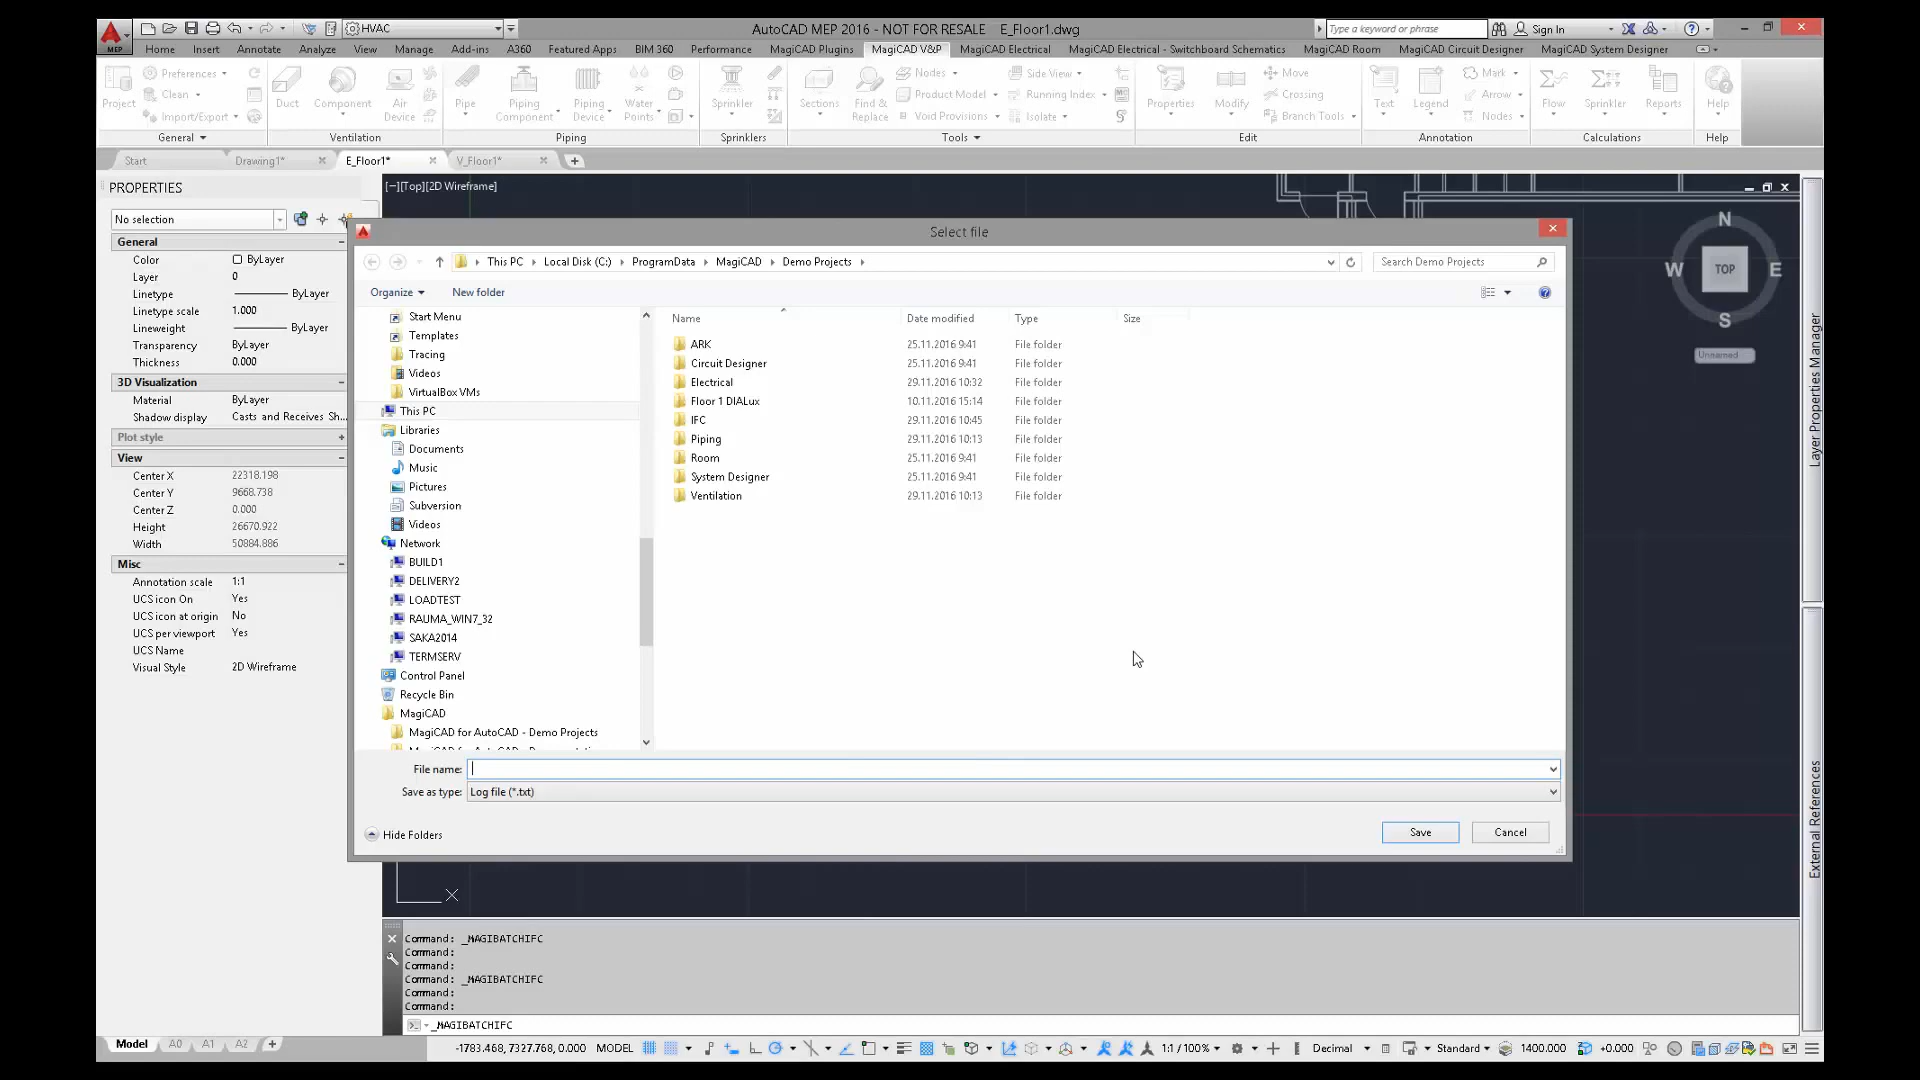 HVAC
AutoCAD MEP 2016 - NOT FOR RESALE E_Floor1.dwg
Type a keyword or phrase
Sign In
MEP
Home Insert Annotate Analyze View Manage Add-ins A360 Featured Apps BIM 360 Performance MagiCAD Plugins MagiCAD V&P MagiCAD Electrical MagiCAD Electrical - Switchboard Schematics MagiCAD Room MagiCAD Circuit Designer MagiCAD System Designer
Preferences Nodes Side View Move Mark
Project Clean Duct Component Air Device Pipe Piping Component Piping Device Water Points Sprinkler Sections Find & Replace Product Model Running Index Properties Modify Crossing Text Legend Arrow Flow Sprinkler Reports Help
Import/Export Void Provisions Isolate Branch Tools Nodes
General Ventilation Piping Sprinklers Tools Edit Annotation Calculations Help
Start Drawing1* E_Floor1* V_Floor1*
PROPERTIES
No selection
General
Color ByLayer
Layer 0
Linetype ByLayer
Linetype scale 1.000
Lineweight ByLayer
Transparency ByLayer
Thickness 0.000
3D Visualization
Material ByLayer
Shadow display Casts and Receives Sh...
Plot style
View
Center X 22318.198
Center Y 9668.738
Center Z 0.000
Height 26670.922
Width 50884.886
Misc
Annotation scale 1:1
UCS icon On Yes
UCS icon at origin No
UCS per viewport Yes
UCS Name
Visual Style 2D Wireframe
[−][Top][2D Wireframe]
N
W TOP E
S
Unnamed
Layer Properties Manager
External References
Select file
This PC Local Disk (C:) ProgramData MagiCAD Demo Projects
Search Demo Projects
Organize New folder
Start Menu
Templates
Tracing
Videos
VirtualBox VMs
This PC
Libraries
Documents
Music
Pictures
Subversion
Videos
Network
BUILD1
DELIVERY2
LOADTEST
RAUMA_WIN7_32
SAKA2014
TERMSERV
Control Panel
Recycle Bin
MagiCAD
MagiCAD for AutoCAD - Demo Projects
Name Date modified Type Size
ARK 25.11.2016 9:41 File folder
Circuit Designer 25.11.2016 9:41 File folder
Electrical 29.11.2016 10:32 File folder
Floor 1 DIALux 10.11.2016 15:14 File folder
IFC 29.11.2016 10:45 File folder
Piping 29.11.2016 10:13 File folder
Room 25.11.2016 9:41 File folder
System Designer 25.11.2016 9:41 File folder
Ventilation 29.11.2016 10:13 File folder
File name:
Save as type: Log file (*.txt)
Hide Folders
Save Cancel
X
Command: _MAGIBATCHIFC
Command:
Command:
Command: _MAGIBATCHIFC
Command:
Command:
_MAGIBATCHIFC
Model A0 A1 A2
-1783.468, 7327.768, 0.000 MODEL 1:1 / 100% Decimal Standard 1400.000 +0.000